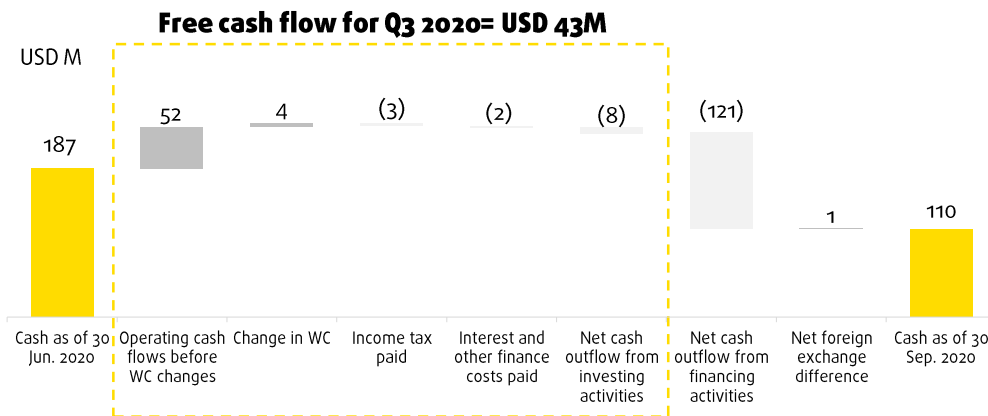 Free cash flow for Q3 2020= USD 43M
USD M
187
52
4
(3)
(2)
(8)
(121)
1
110
Cash as of 30
Jun. 2020
Operating cash
flows before
WC changes
Change in WC
Income tax
paid
Interest and
other finance
costs paid
Net cash
outflow from
investing
activities
Net cash
outflow from
financing
activities
Net foreign
exchange
difference
Cash as of 30
Sep. 2020